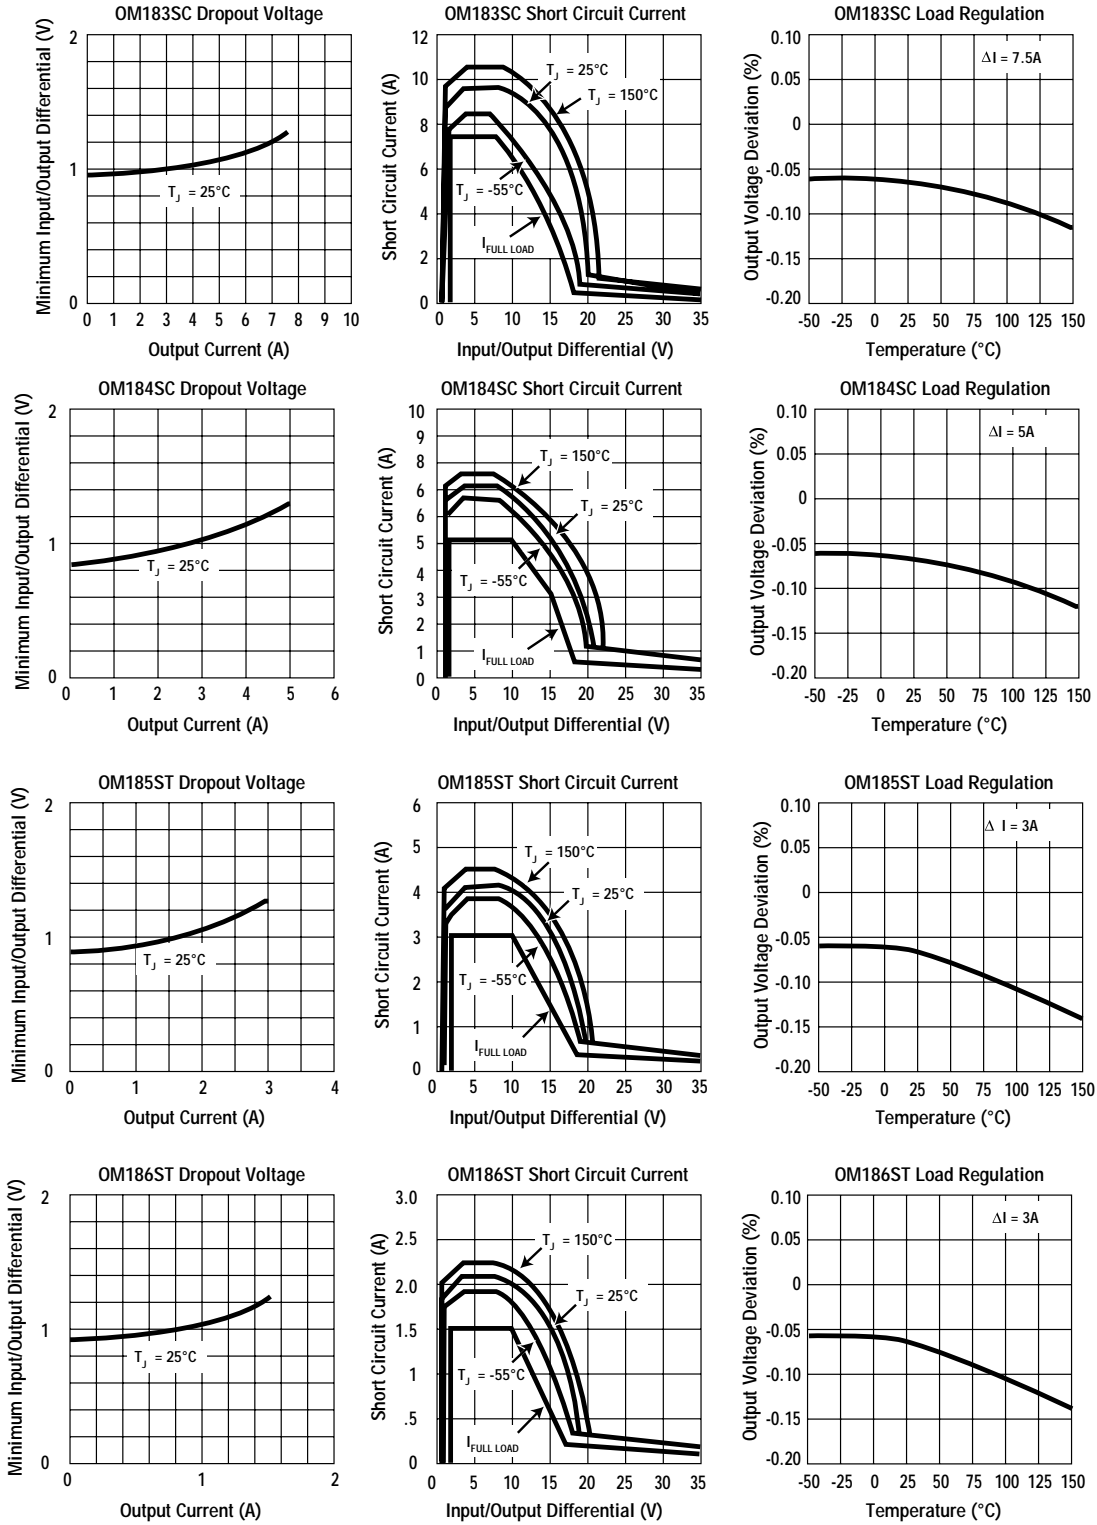 OM183SC Dropout Voltage
Minimum Input/Output Differential (V)
2
1
0
T_J = 25°C
0 1 2 3 4 5 6 7 8 9 10
Output Current (A)
OM183SC Short Circuit Current
Short Circuit Current (A)
12
10
8
6
4
2
0
T_J = 25°C
T_J = 150°C
T_J = -55°C
I_FULL LOAD
0 5 10 15 20 25 30 35
Input/Output Differential (V)
OM183SC Load Regulation
Output Voltage Deviation (%)
0.10
0.05
0
-0.05
-0.10
-0.15
-0.20
ΔI = 7.5A
-50 -25 0 25 50 75 100 125 150
Temperature (°C)
OM184SC Dropout Voltage
Minimum Input/Output Differential (V)
2
1
0
T_J = 25°C
0 1 2 3 4 5 6
Output Current (A)
OM184SC Short Circuit Current
Short Circuit Current (A)
10
9
8
6
6
5
4
3
2
1
0
T_J = 150°C
T_J = 25°C
T_J = -55°C
I_FULL LOAD
0 5 10 15 20 25 30 35
Input/Output Differential (V)
OM184SC Load Regulation
Output Voltage Deviation (%)
0.10
0.05
0
-0.05
-0.10
-0.15
-0.20
ΔI = 5A
-50 -25 0 25 50 75 100 125 150
Temperature (°C)
OM185ST Dropout Voltage
Minimum Input/Output Differential (V)
2
1
0
T_J = 25°C
0 1 2 3 4
Output Current (A)
OM185ST Short Circuit Current
Short Circuit Current (A)
6
5
4
3
2
1
0
T_J = 150°C
T_J = 25°C
T_J = -55°C
I_FULL LOAD
0 5 10 15 20 25 30 35
Input/Output Differential (V)
OM185ST Load Regulation
Output Voltage Deviation (%)
0.10
0.05
0
-0.05
-0.10
-0.15
-0.20
Δ I = 3A
-50 -25 0 25 50 75 100 125 150
Temperature (°C)
OM186ST Dropout Voltage
Minimum Input/Output Differential (V)
2
1
0
T_J = 25°C
0 1 2
Output Current (A)
OM186ST Short Circuit Current
Short Circuit Current (A)
3.0
2.5
2.0
1.5
1.0
.5
0
T_J = 150°C
T_J = 25°C
T_J = -55°C
I_FULL LOAD
0 5 10 15 20 25 30 35
Input/Output Differential (V)
OM186ST Load Regulation
Output Voltage Deviation (%)
0.10
0.05
0
-0.05
-0.10
-0.15
-0.20
ΔI = 3A
-50 -25 0 25 50 75 100 125 150
Temperature (°C)